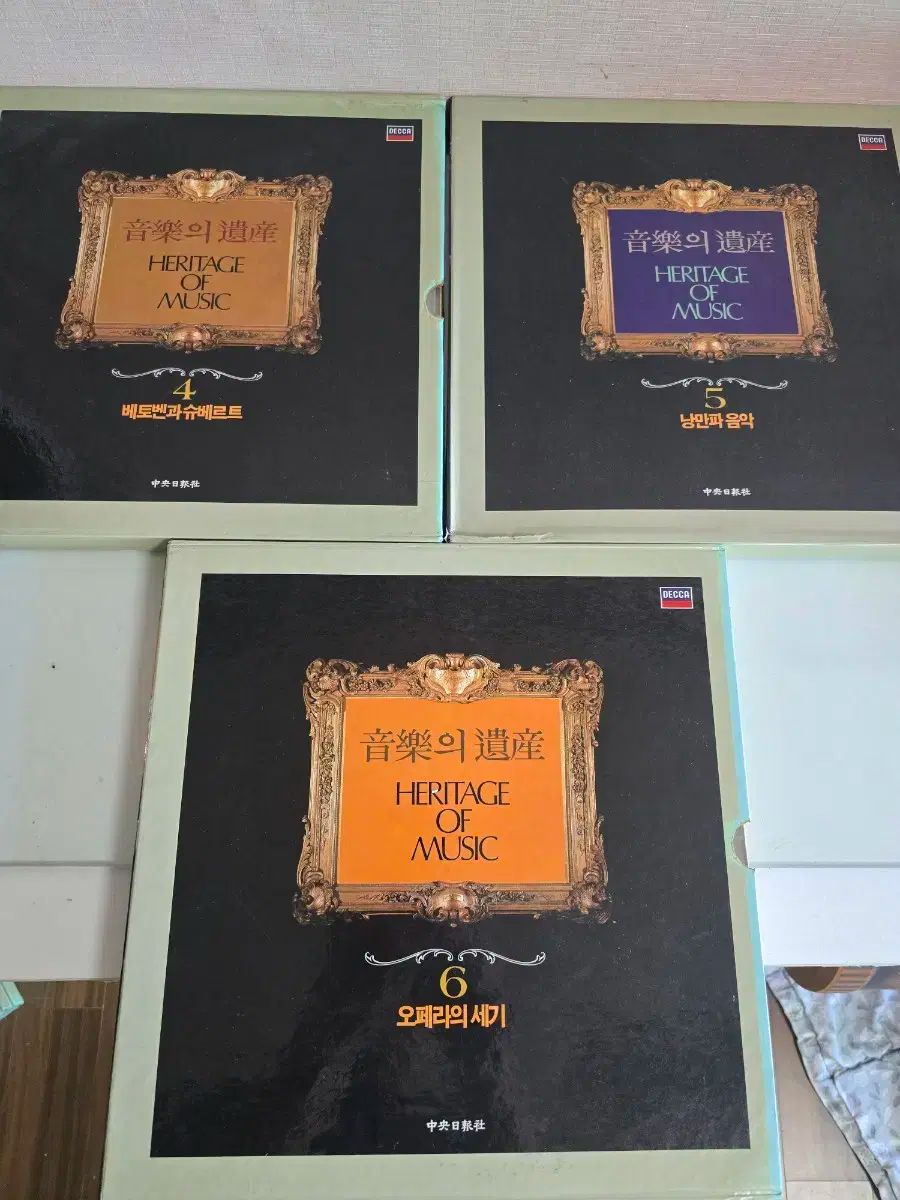 DECCA
音樂의 遺産
HERITAGE
OF
MUSIC
4
베토벤과 슈베르트
中央日報社
DECCA
音樂의 遺産
HERITAGE
OF
MUSIC
5
낭만파 음악
中央日報社
DECCA
音樂의 遺産
HERITAGE
OF
MUSIC
6
오페라의 세기
中央日報社